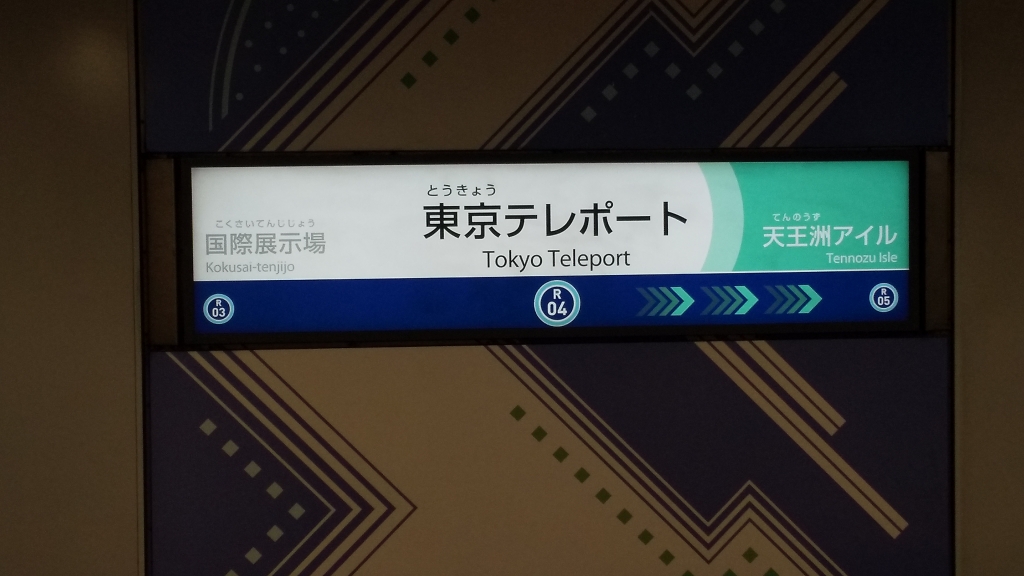 とうきょう
東京テレポート
Tokyo Teleport
こくさいてんじじょう
国際展示場
Kokusai-tenjijo
てんのうず
天王洲アイル
Tennozu Isle
R
03
R
04
R
05